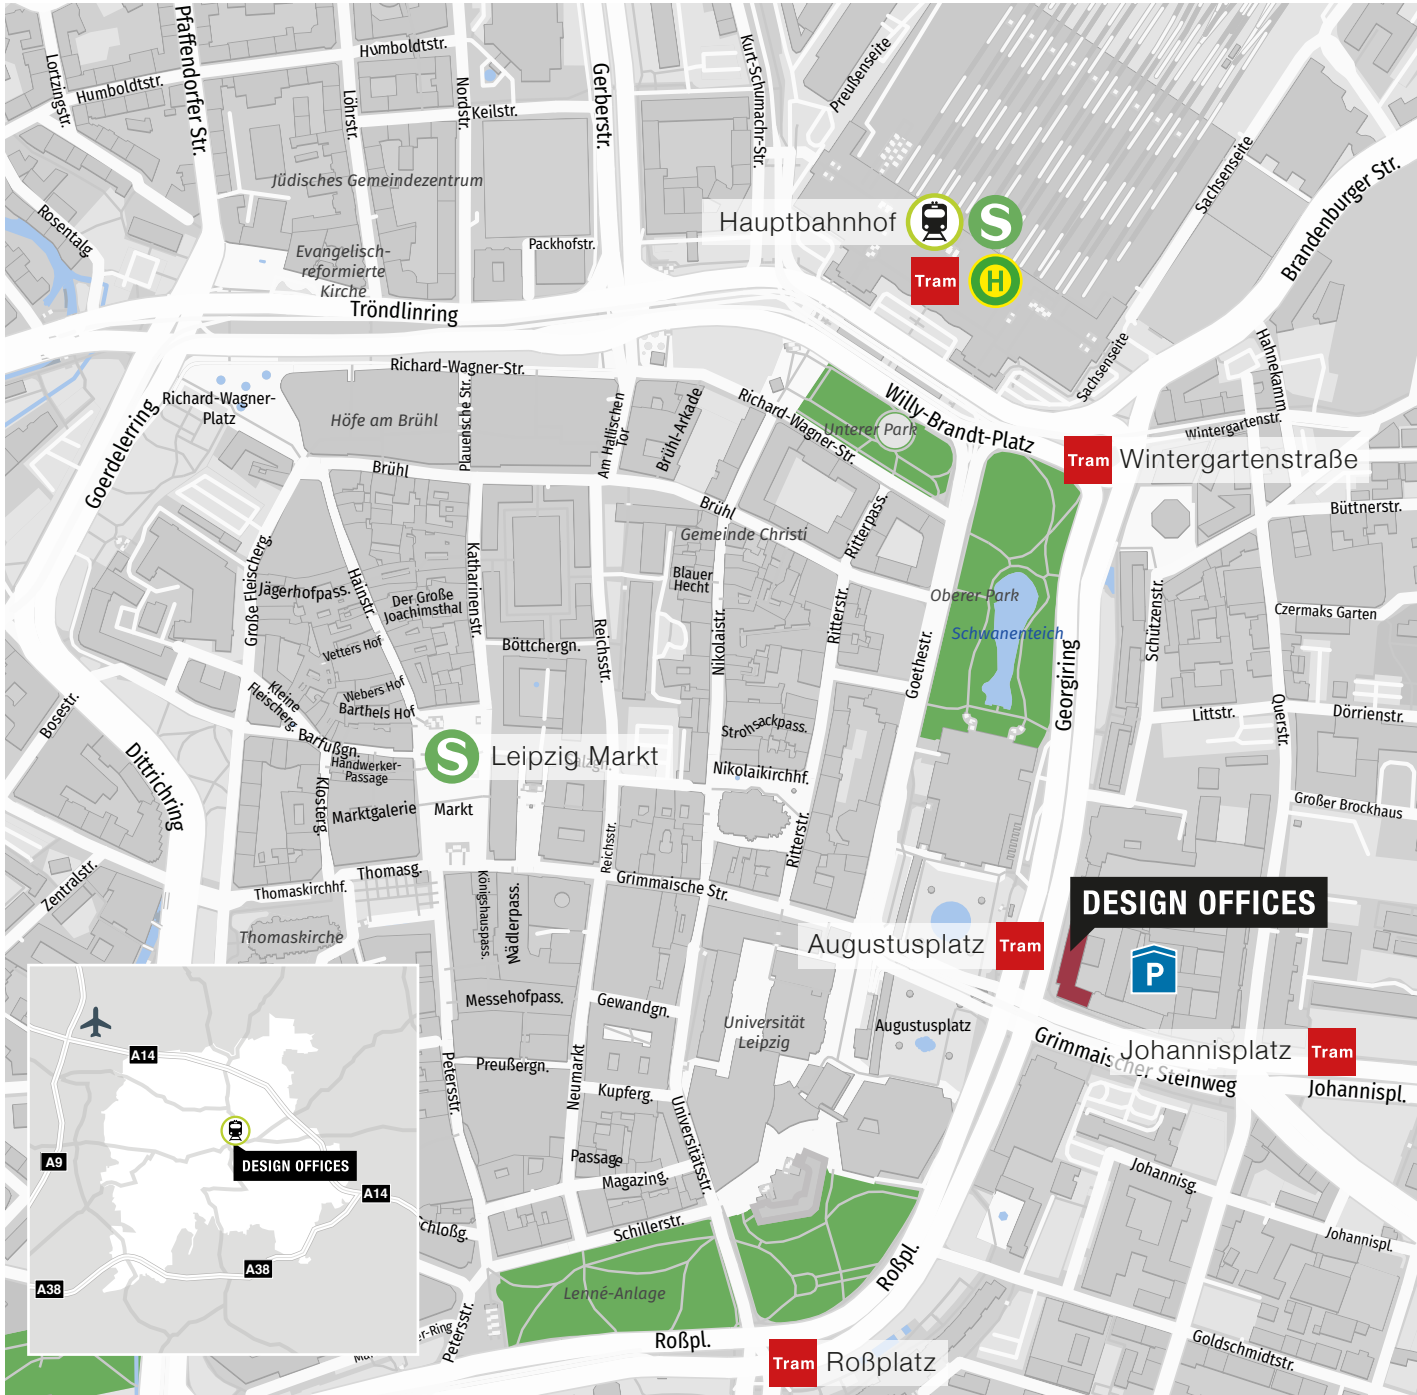 Pfaffendorfer Str.
Humboldtstr.
Lortzingstr.
Humboldtstr.
Löhrstr.
Nordstr.
Keilstr.
Gerberstr.
Kurt-Schumachr-Str.
Preußenseite
Sachsenseite
Brandenburger Str.
Jüdisches Gemeindezentrum
Rosentalg
Evangelisch-
reformierte
Kirche
Packhofstr.
Hauptbahnhof
S
Tram
H
Tröndlinring
Sachsenseite
Hahnekamm
Richard-Wagner-Str.
Richard-Wagner-
Platz
Höfe am Brühl
Plauensche Str.
Am Hallischen
Tor
Brühl-Arkade
Richard-Wagner-Str.
Unterer Park
Willy-Brandt-Platz
Wintergartenstr.
Tram
Wintergartenstraße
Goerdelerring
Brühl
Brühl
Gemeinde Christi
Ritterpass.
Büttnerstr.
Große Fleischerg.
Jägerhofpass.
Hainstr.
Der Große
Joachimsthal
Katharinenstr.
Blauer
Hecht
Oberer Park
Schwanenteich
Czermaks Garten
Schützenstr.
Vetters Hof
Böttchergn.
Reichsstr.
Nikolaistr.
Ritterstr.
Goethestr.
Georgiring
Webers Hof
Barthels Hof
Kleine
Fleischerg.
Barfußgn.
Bosestr.
Strohsackpass.
Littstr.
Querstr.
Dörrienstr.
Dittrichring
S
Leipzig Markt
Handwerker-
Passage
Nikolaikirchhf.
Klosterg.
Marktgalerie
Markt
Großer Brockhaus
Reichsstr.
Ritterstr.
Zentralstr.
Thomasg.
Thomaskirchhf.
Grimmaische Str.
Königshauspass.
Mädlerpass.
DESIGN OFFICES
Thomaskirche
Augustusplatz
Tram
P
Messehofpass.
Gewandgn.
Universität
Leipzig
Augustusplatz
Grimmaischer Steinweg
Johannisplatz
Tram
Johannispl.
Petersstr.
Preußergn.
Neumarkt
Kupferg.
Universitätsstr.
Passage
Magazing.
Johannisg.
Johannispl.
Schillerstr.
Roßpl.
Lenné-Anlage
Petersstr.
Roßpl.
Tram
Roßplatz
Goldschmidtstr.
A14
A9
DESIGN OFFICES
A14
A38
A38